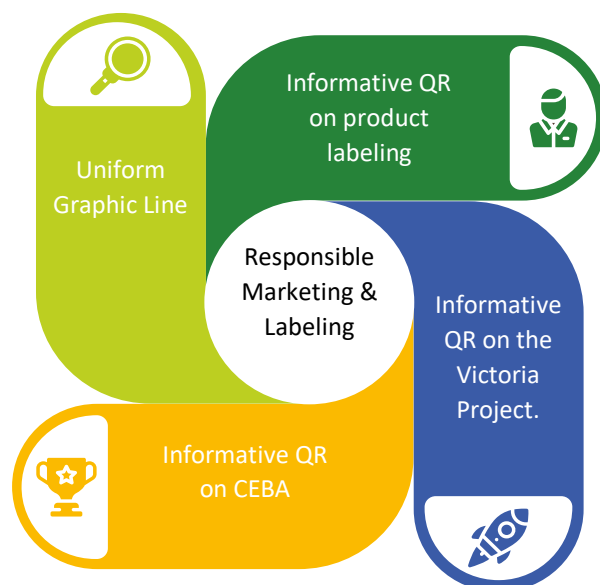 Uniform
Graphic Line
Informative QR
on product
labeling
Responsible
Marketing &
Labeling
Informative
QR on the
Victoria
Project.
Informative QR
on CEBA